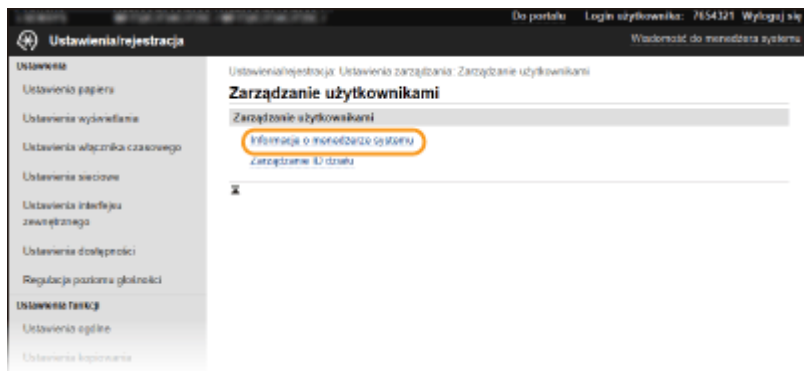 Do portalu Login użytkownika: 7654321 Wyloguj się
Ustawienia/rejestracja
Wiadomość do menedżera systemu
Ustawienia
Ustawienia papieru
Ustawienia wyświetlania
Ustawienia włącznika czasowego
Ustawienia sieciowe
Ustawienia interfejsu
zewnętrznego
Ustawienia dostępności
Regulacja poziomu głośności
Ustawienia funkcji
Ustawienia ogólne
Ustawienia kopiowania
Ustawienia/rejestracja: Ustawienia zarządzania: Zarządzanie użytkownikami
Zarządzanie użytkownikami
Zarządzanie użytkownikami
Informacje o menedżerze systemu
Zarządzanie ID działu